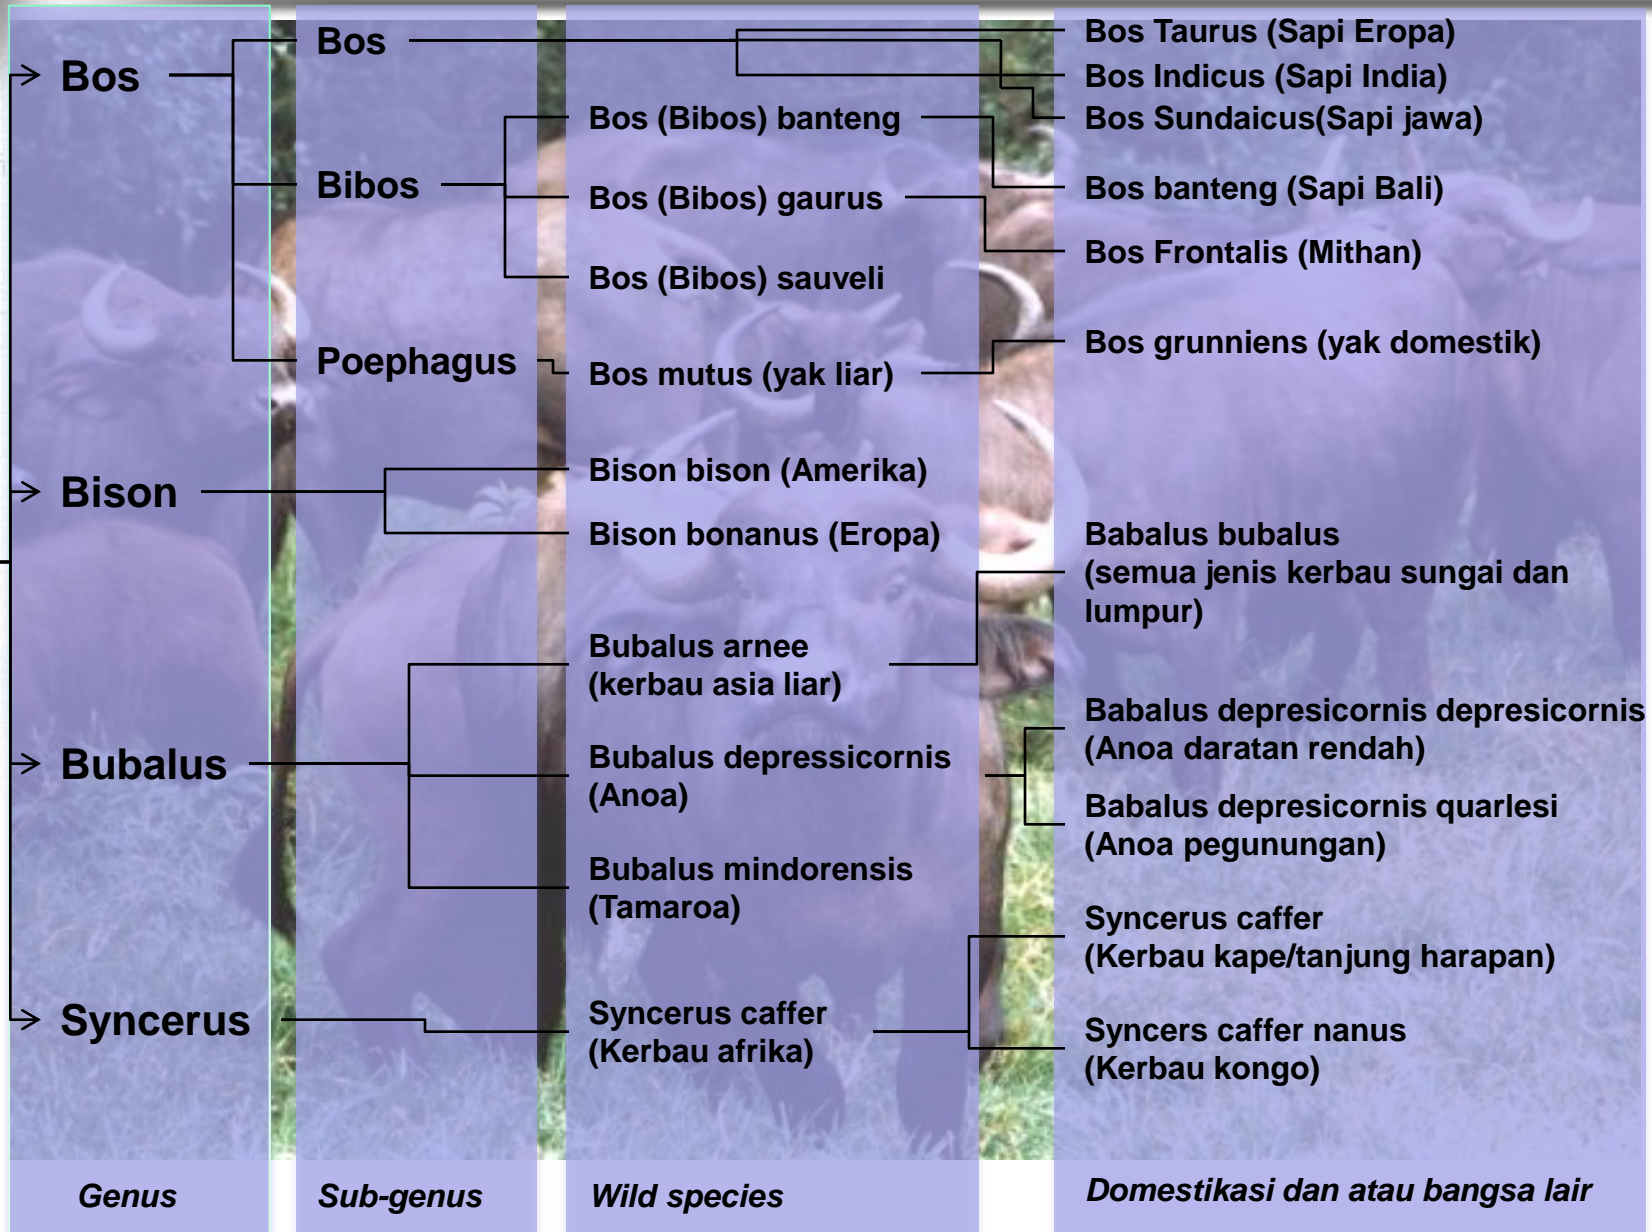 Bos
Bison
Bubalus
Syncerus
Genus
Bos
Bibos
Poephagus
Sub-genus
Bos (Bibos) banteng
Bos (Bibos) gaurus
Bos (Bibos) sauveli
Bos mutus (yak liar)
Bison bison (Amerika)
Bison bonanus (Eropa)
Bubalus arnee
(kerbau asia liar)
Bubalus depressicornis
(Anoa)
Bubalus mindorensis
(Tamaroa)
Syncerus caffer
(Kerbau afrika)
Wild species
Bos Taurus (Sapi Eropa)
Bos Indicus (Sapi India)
Bos Sundaicus(Sapi jawa)
Bos banteng (Sapi Bali)
Bos Frontalis (Mithan)
Bos grunniens (yak domestik)
Babalus bubalus
(semua jenis kerbau sungai dan
lumpur)
Babalus depresicornis depresicornis
(Anoa daratan rendah)
Babalus depresicornis quarlesi
(Anoa pegunungan)
Syncerus caffer
(Kerbau kape/tanjung harapan)
Syncers caffer nanus
(Kerbau kongo)
Domestikasi dan atau bangsa lair